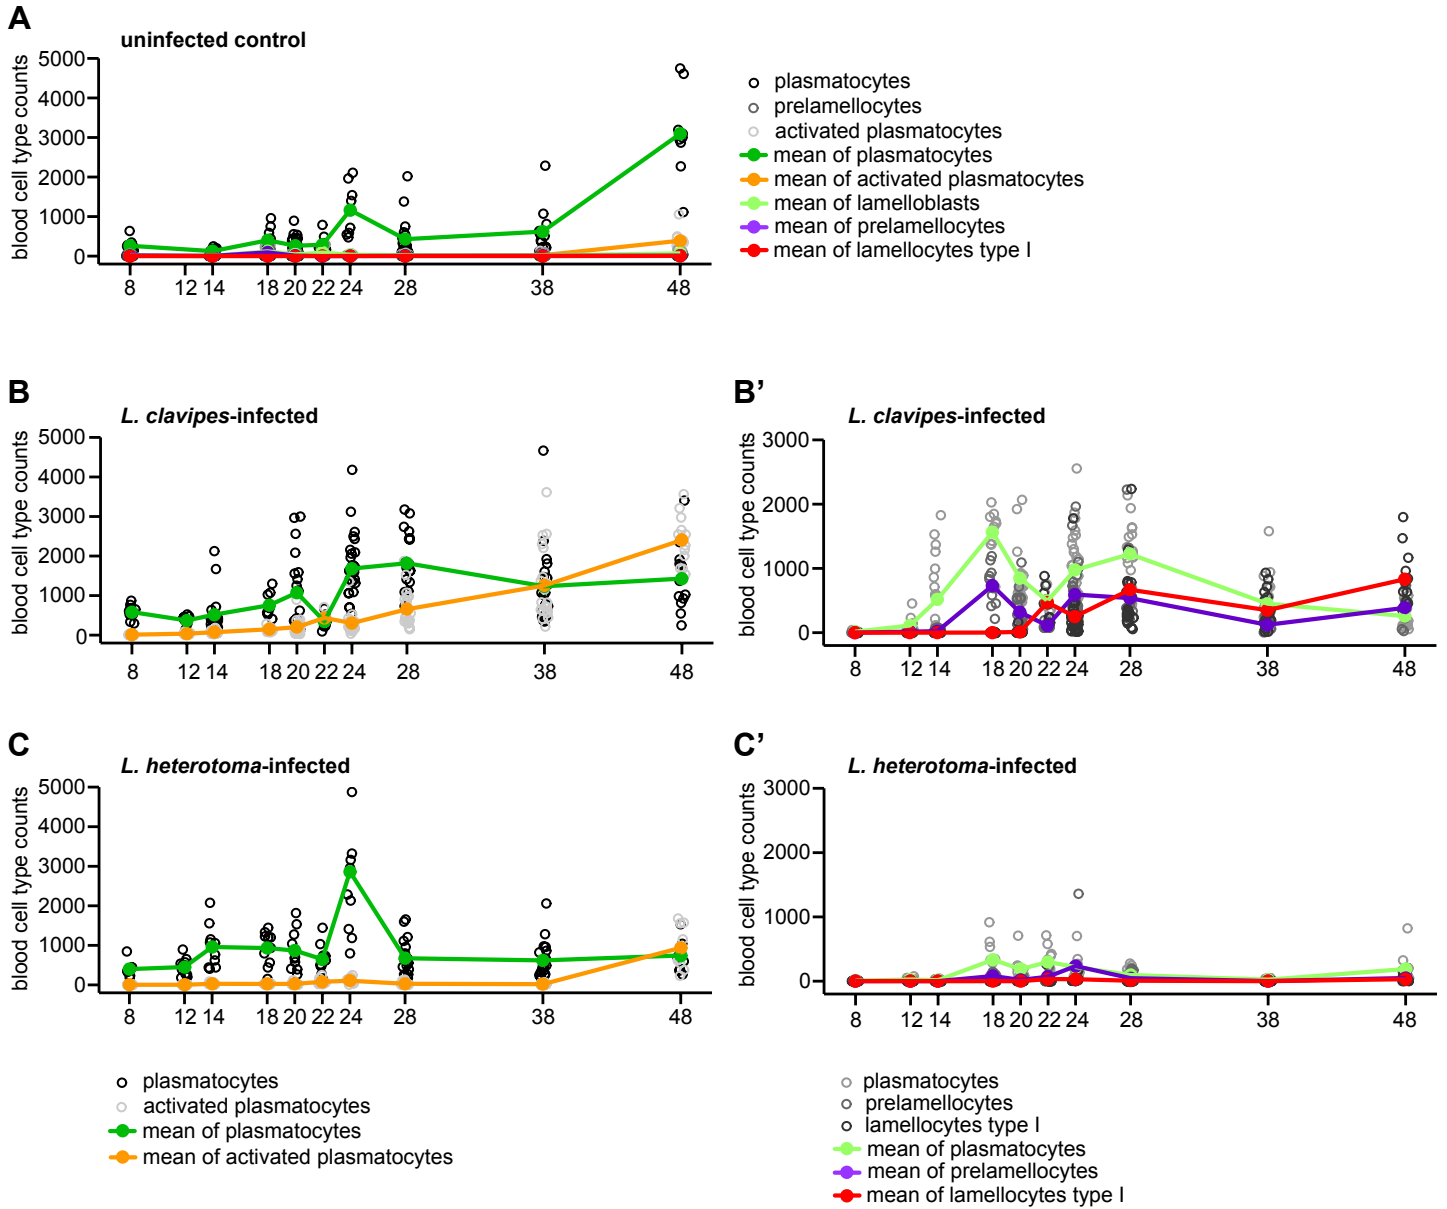 A
uninfected control
blood cell type counts
5000
4000
3000
2000
1000
0
8 12 14 18 20 22 24 28 38 48
plasmatocytes
prelamellocytes
activated plasmatocytes
mean of plasmatocytes
mean of activated plasmatocytes
mean of lamelloblasts
mean of prelamellocytes
mean of lamellocytes type I
B
L. clavipes-infected
blood cell type counts
5000
4000
3000
2000
1000
0
8 12 14 18 20 22 24 28 38 48
B’
L. clavipes-infected
blood cell type counts
3000
2000
1000
0
8 12 14 18 20 22 24 28 38 48
C
L. heterotoma-infected
blood cell type counts
5000
4000
3000
2000
1000
0
8 12 14 18 20 22 24 28 38 48
C’
L. heterotoma-infected
blood cell type counts
3000
2000
1000
0
8 12 14 18 20 22 24 28 38 48
plasmatocytes
activated plasmatocytes
mean of plasmatocytes
mean of activated plasmatocytes
plasmatocytes
prelamellocytes
lamellocytes type I
mean of plasmatocytes
mean of prelamellocytes
mean of lamellocytes type I